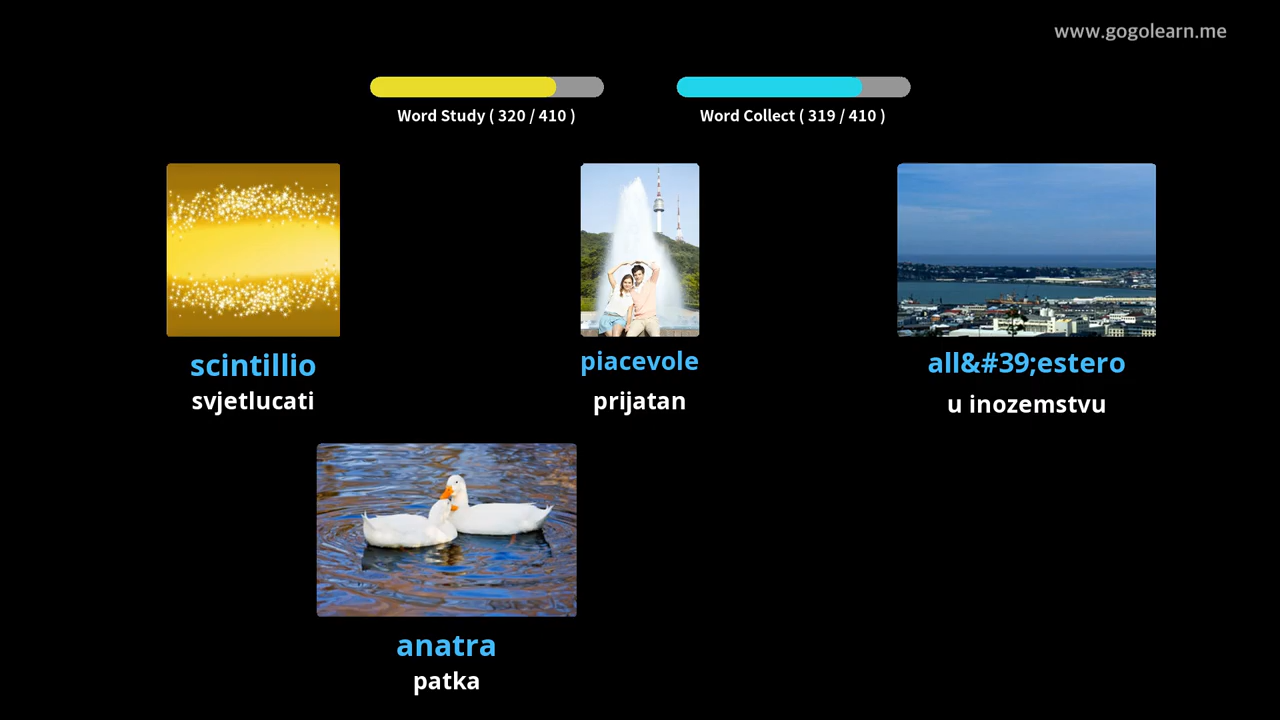 www.gogolearn.me
Word Study ( 320 / 410 )
Word Collect ( 319 / 410 )
scintillio
svjetlucati
piacevole
prijatan
all&#39;estero
u inozemstvu
anatra
patka